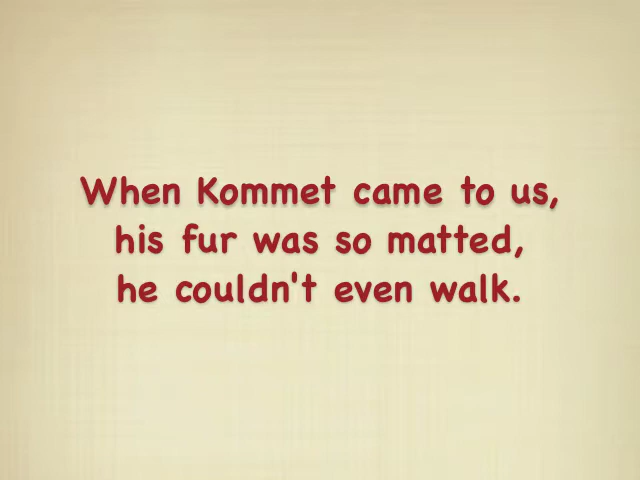 When Kommet came to us,
his fur was so matted,
he couldn't even walk.